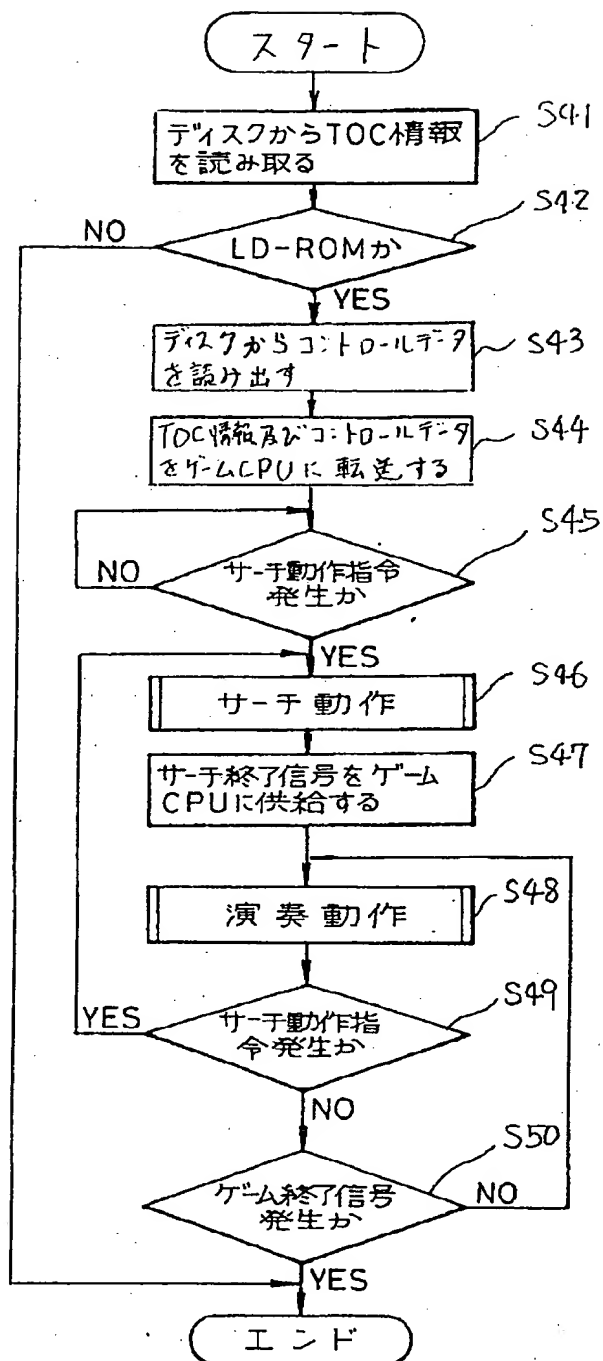 スタート
ディスクからTOC情報
を読み取る
S41
S42
NO
LD-ROMか
YES
ディスクからコントロールデータ
を読み出す
S43
TOC情報及びコントロールデータ
をゲームCPUに転送する
S44
S45
NO
サーチ動作指令
発生か
YES
サーチ動作
S46
サーチ終了信号をゲーム
CPUに供給する
S47
演奏動作
S48
S49
YES
サーチ動作指
令発生か
NO
S50
ゲーム終了信号
発生か
NO
YES
エンド